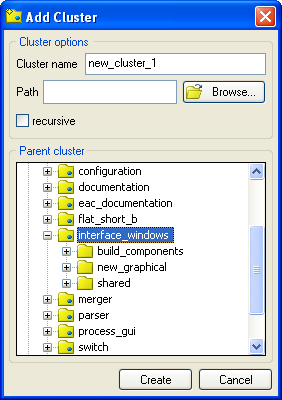 Add Cluster
Cluster options
Cluster name new_cluster_1
Path Browse...
recursive
Parent cluster
configuration
documentation
eac_documentation
flat_short_b
interface_windows
build_components
new_graphical
shared
merger
parser
process_gui
switch
Create Cancel